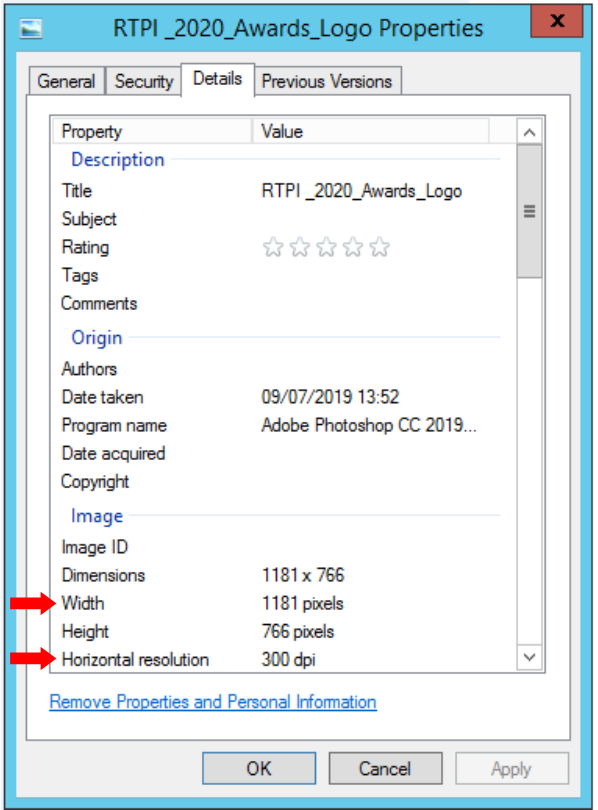 RTPI _2020_Awards_Logo Properties
x
General Security Details Previous Versions
Property Value
Description
Title RTPI _2020_Awards_Logo
Subject
Rating
Tags
Comments
Origin
Authors
Date taken 09/07/2019 13:52
Program name Adobe Photoshop CC 2019...
Date acquired
Copyright
Image
Image ID
Dimensions 1181 x 766
Width 1181 pixels
Height 766 pixels
Horizontal resolution 300 dpi
Remove Properties and Personal Information
OK Cancel Apply